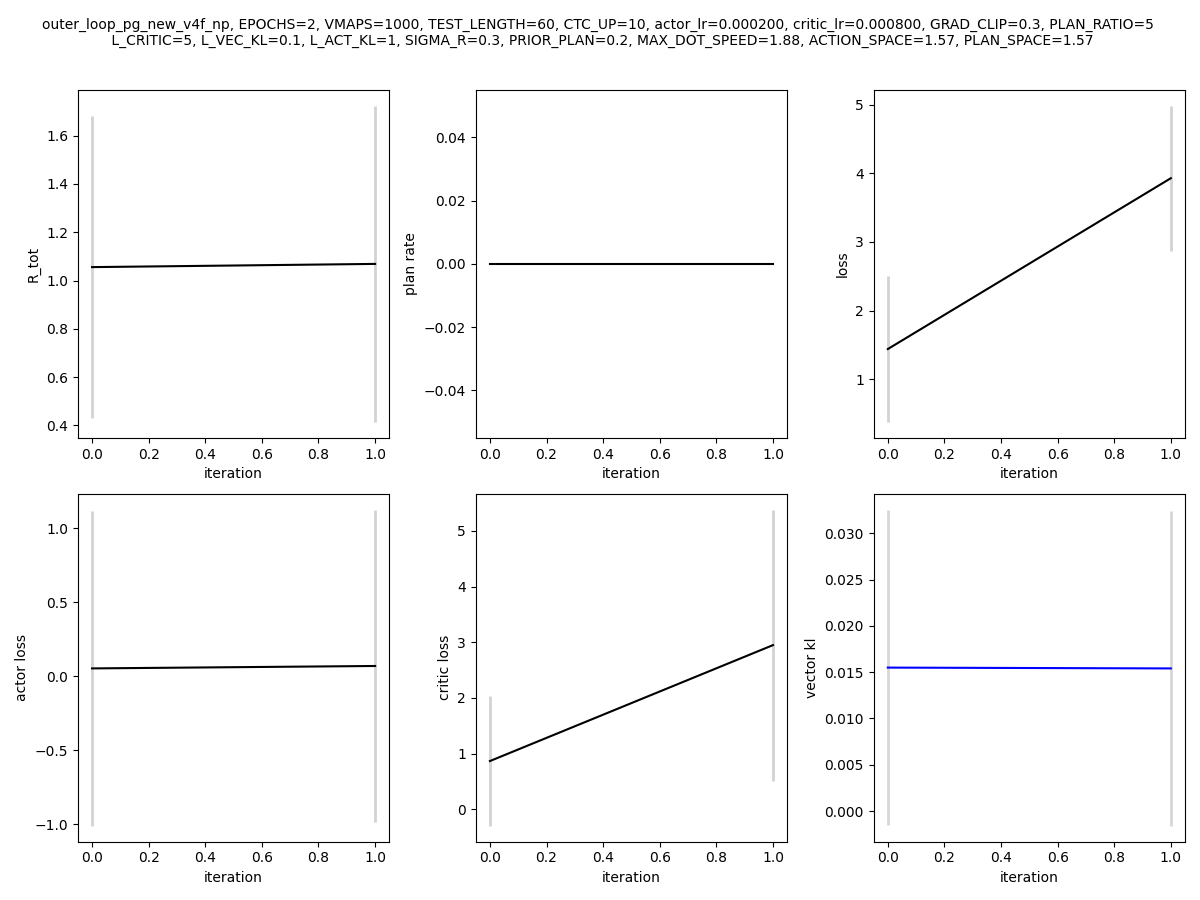 outer_loop_pg_new_v4f_np, EPOCHS=2, VMAPS=1000, TEST_LENGTH=60, CTC_UP=10, actor_lr=0.000200, critic_lr=0.000800, GRAD_CLIP=0.3, PLAN_RATIO=5
L_CRITIC=5, L_VEC_KL=0.1, L_ACT_KL=1, SIGMA_R=0.3, PRIOR_PLAN=0.2, MAX_DOT_SPEED=1.88, ACTION_SPACE=1.57, PLAN_SPACE=1.57
R_tot
1.6
1.4
1.2
1.0
0.8
0.6
0.4
0.0 0.2 0.4 0.6 0.8 1.0
iteration
plan rate
0.04
0.02
0.00
−0.02
−0.04
0.0 0.2 0.4 0.6 0.8 1.0
iteration
loss
5
4
3
2
1
0.0 0.2 0.4 0.6 0.8 1.0
iteration
actor loss
1.0
0.5
0.0
−0.5
−1.0
0.0 0.2 0.4 0.6 0.8 1.0
iteration
critic loss
5
4
3
2
1
0
0.0 0.2 0.4 0.6 0.8 1.0
iteration
vector kl
0.030
0.025
0.020
0.015
0.010
0.005
0.000
0.0 0.2 0.4 0.6 0.8 1.0
iteration